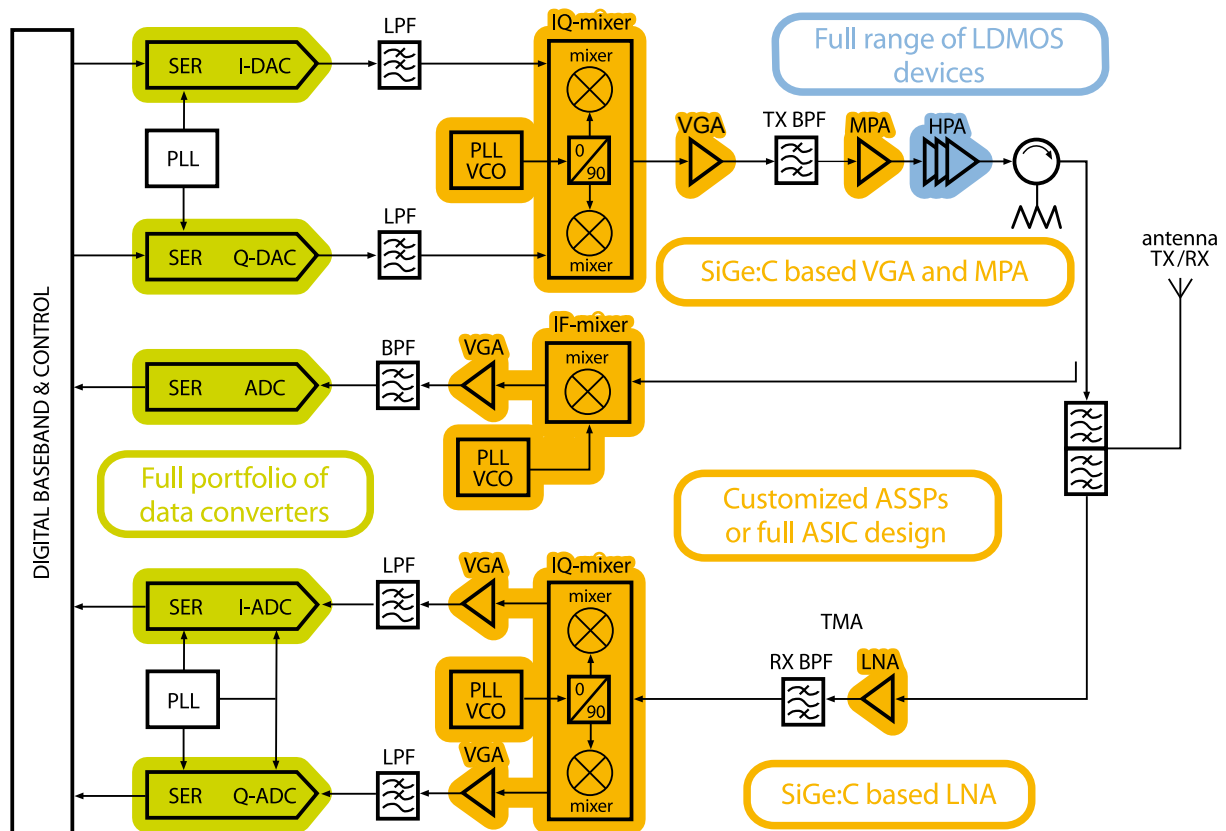 DIGITAL BASEBAND & CONTROL
SER I-DAC
PLL
SER Q-DAC
LPF
LPF
IQ-mixer
mixer
PLL
VCO
0
90
mixer
Full range of LDMOS
devices
VGA
TX BPF
MPA
HPA
SiGe:C based VGA and MPA
antenna
TX/RX
SER ADC
BPF
VGA
IF-mixer
mixer
PLL
VCO
Full portfolio of
data converters
Customized ASSPs
or full ASIC design
SER I-ADC
PLL
SER Q-ADC
LPF
LPF
VGA
VGA
IQ-mixer
mixer
PLL
VCO
0
90
mixer
TMA
RX BPF
LNA
SiGe:C based LNA